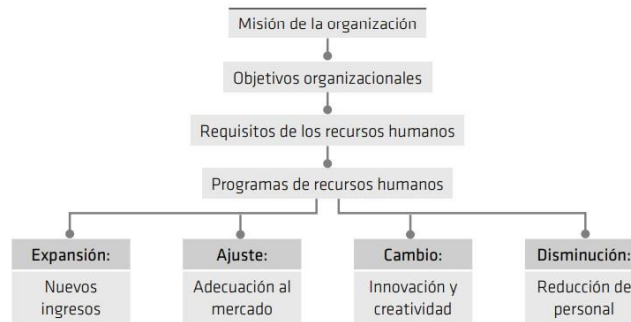 Misión de la organización
Objetivos organizacionales
Requisitos de los recursos humanos
Programas de recursos humanos
Expansión:
Nuevos
ingresos
Ajuste:
Adecuación al
mercado
Cambio:
Innovación y
creatividad
Disminución:
Reducción de
personal